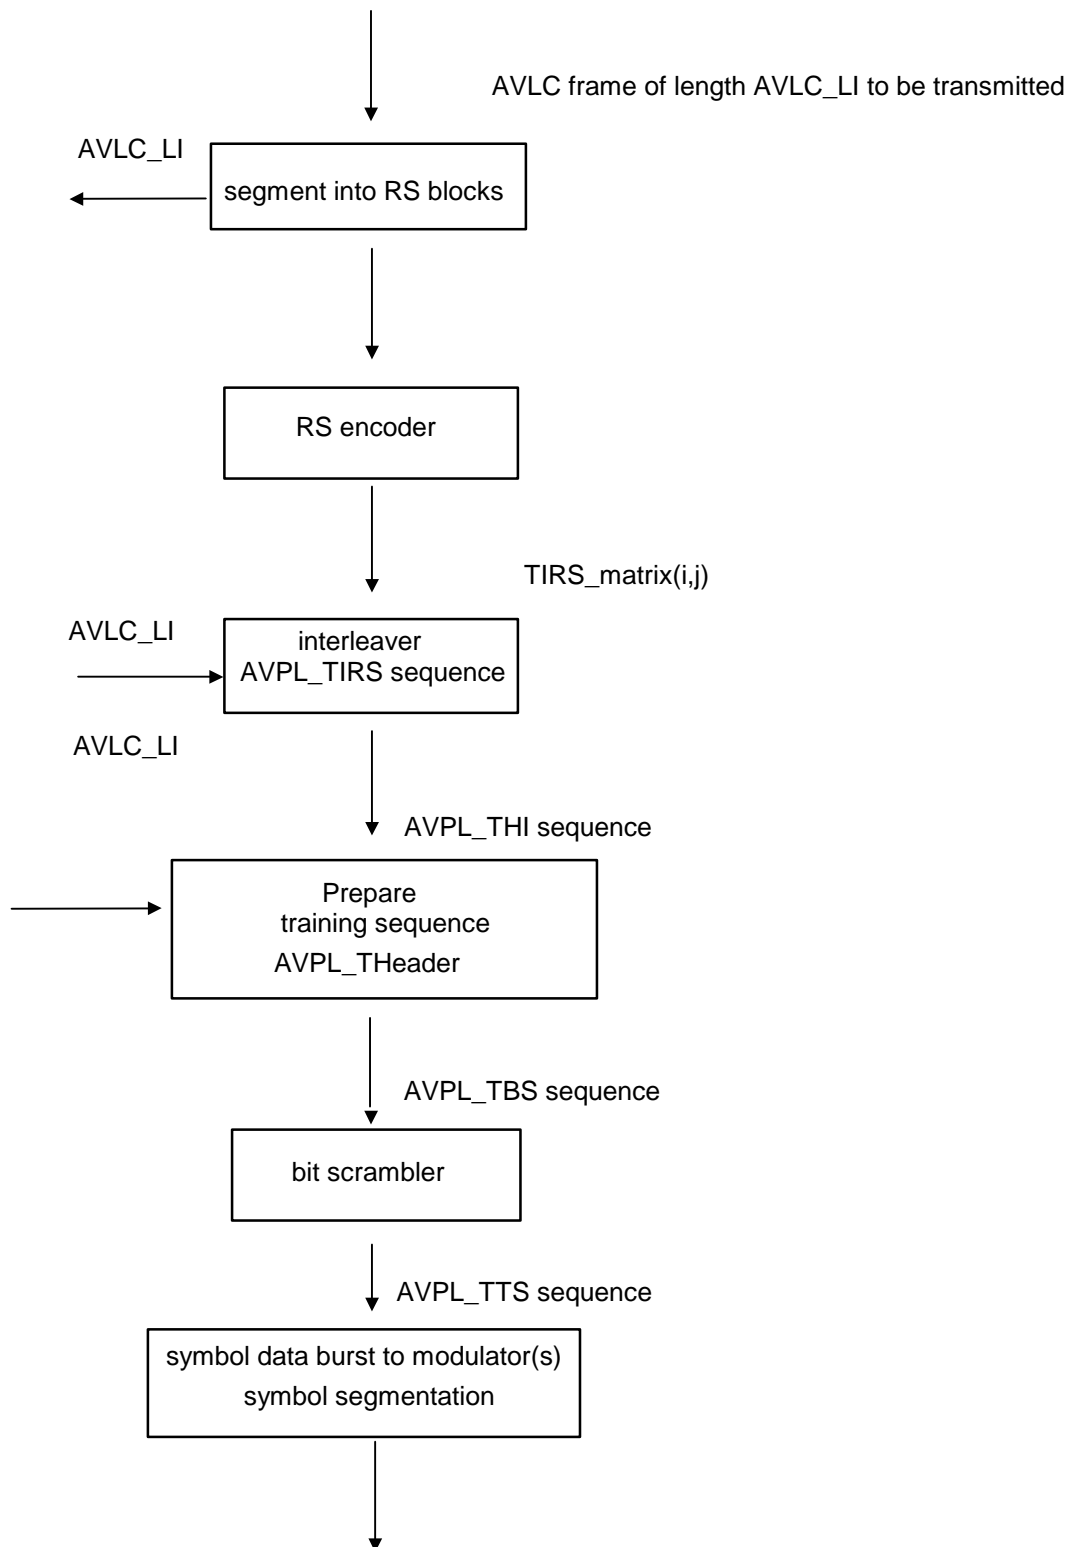 AVLC frame of length AVLC_LI to be transmitted
AVLC_LI
segment into RS blocks
RS encoder
TIRS_matrix(i,j)
AVLC_LI
interleaver
AVPL_TIRS sequence
AVLC_LI
AVPL_THI sequence
Prepare
training sequence
AVPL_THeader
AVPL_TBS sequence
bit scrambler
AVPL_TTS sequence
symbol data burst to modulator(s)
symbol segmentation